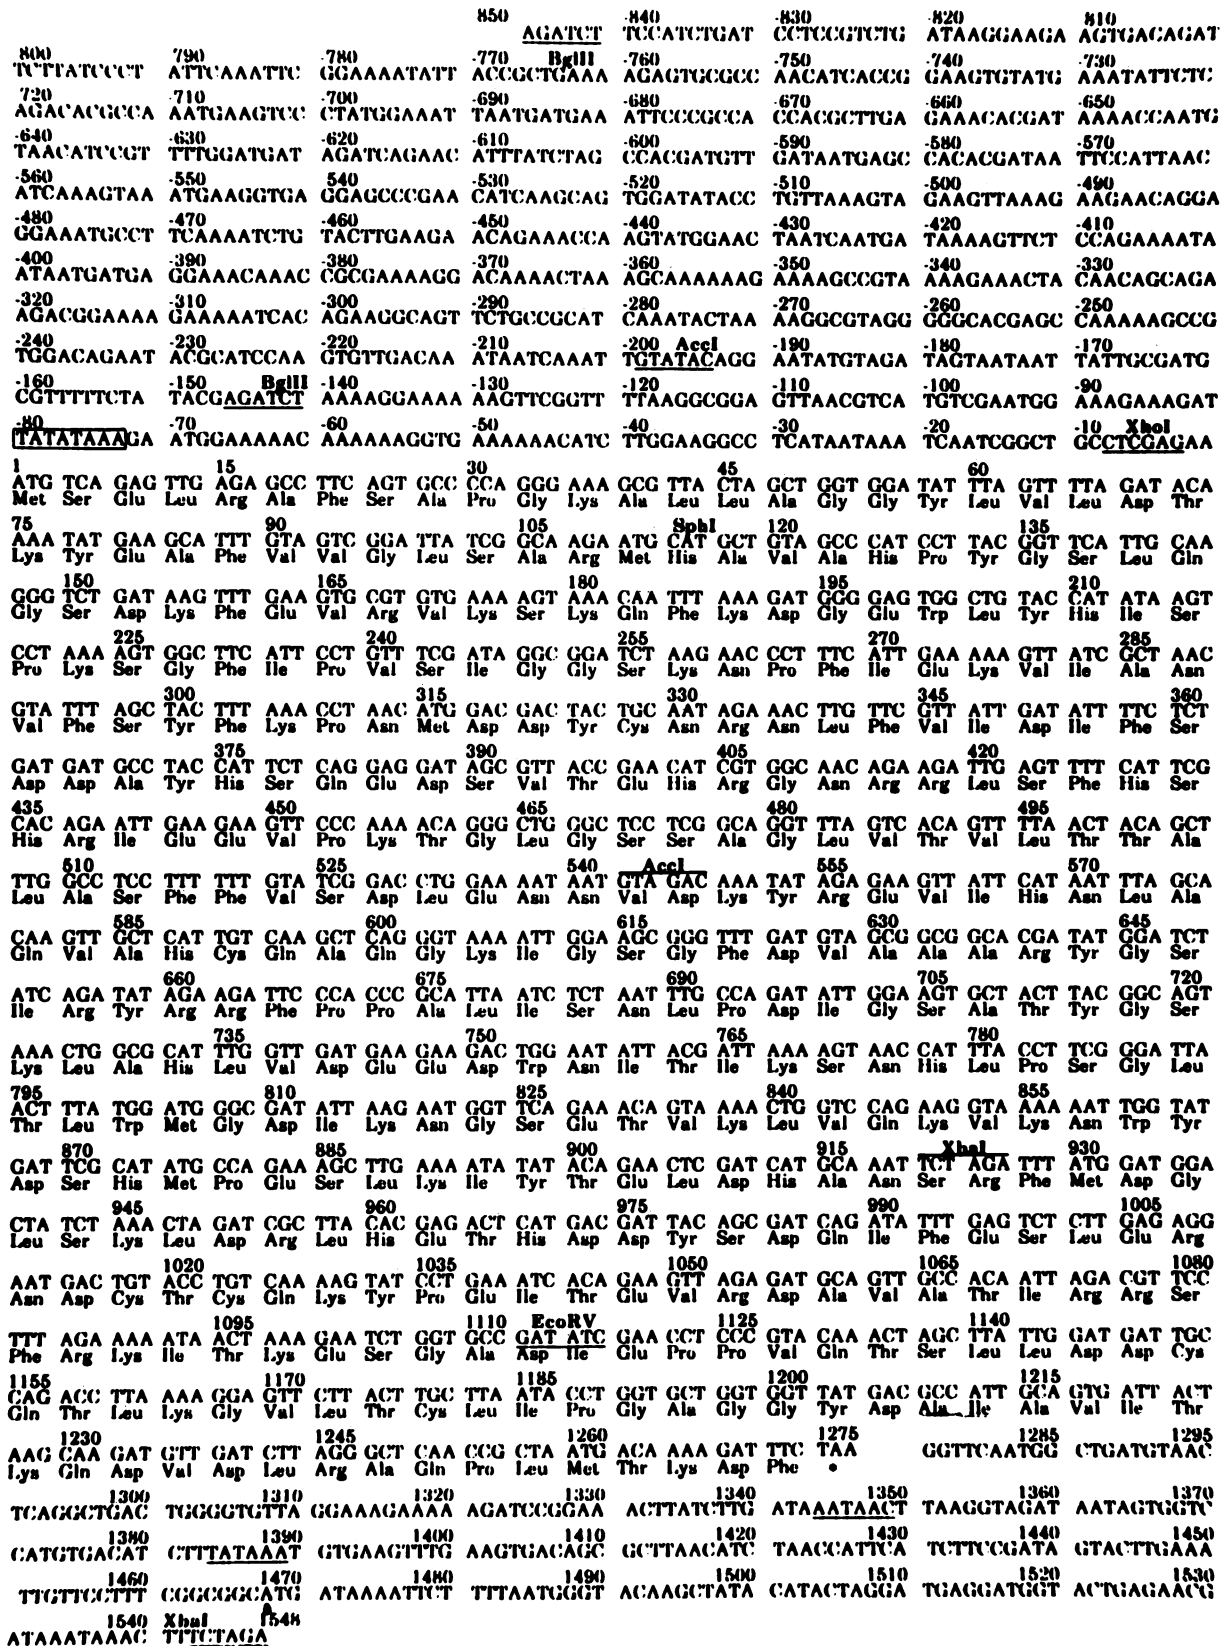 850 -840 -830 -820 810
AGATCT TCCATCTGAT CCTCCGTCTG ATAAGGAAGA AGTGACAGAT
800 790 -780 -770 BglII -760 -750 -740 -730
TCTTATCCCT ATTCAAATTC GGAAAATATT ACCGCTGAAA AGAGTGCGCC AACATCACCG GAAGTGTATG AAATATTCTC
-720 -710 -700 -690 -680 -670 -660 -650
AGACACGCCA AATGAAGTCC CTATGGAAAT TAATGATGAA ATTCCCGCCA CCACGCTTGA GAAACACGAT AAAACCAATG
-640 -630 -620 -610 -600 -590 -580 -570
TAACATCCGT TTTGGATGAT AGATCAGAAC ATTTATCTAG CCACGATGTT GATAATGAGC CACACGATAA TTCCATTAAC
-560 -550 540 -530 -520 -510 -500 -490
ATCAAAGTAA ATGAAGGTGA GGAGCCCGAA CATCAAGCAG TGGATATACC TGTTAAAGTA GAAGTTAAAG AAGAACAGGA
-480 -470 -460 -450 -440 -430 -420 -410
GGAAATGCCT TCAAAATCTG TACTTGAAGA ACAGAAACCA AGTATGGAAC TAATCAATGA TAAAAGTTCT CCAGAAAATA
-400 -390 -380 -370 -360 -350 -340 -330
ATAATGATGA GGAAACAAAC CGCGAAAAGG ACAAAACTAA AGCAAAAAAG AAAAGCCGTA AAAGAAACTA CAACAGCAGA
-320 -310 -300 -290 -280 -270 -260 -250
AGACGGAAAA GAAAAATCAC AGAAGGCAGT TCTGCCGCAT CAAATACTAA AAGGCGTAGG GGGCACGAGC CAAAAAGCCG
-240 -230 -220 -210 -200 AccI -190 -180 -170
TGGACAGAAT ACGCATCCAA GTGTTGACAA ATAATCAAAT TGTATACAGG AATATGTAGA TAGTAATAAT TATTGCGATG
-160 -150 BglII -140 -130 -120 -110 -100 -90
CGTTTTTCTA TACGAGATCT AAAAGGAAAA AAGTTCGGTT TTAAGGCGGA GTTAACGTCA TGTCGAATGG AAAGAAAGAT
-80 -70 -60 -50 -40 -30 -20 -10 XhoI
TATATAAAGA ATGGAAAAAC AAAAAAGGTG AAAAAACATC TTGGAAGGCC TCATAATAAA TCAATCGGCT GCCTCGAGAA
1 15 30 45 60
ATG TCA GAG TTG AGA GCC TTC AGT GCC CCA GGG AAA GCG TTA CTA GCT GGT GGA TAT TTA GTT TTA GAT ACA
Met Ser Glu Leu Arg Ala Phe Ser Ala Pro Gly Lys Ala Leu Leu Ala Gly Gly Tyr Leu Val Leu Asp Thr
75 90 105 SphI 120 135
AAA TAT GAA GCA TTT GTA GTC GGA TTA TCG GCA AGA ATG CAT GCT GTA GCC CAT CCT TAC GGT TCA TTG CAA
Lys Tyr Glu Ala Phe Val Val Gly Leu Ser Ala Arg Met His Ala Val Ala His Pro Tyr Gly Ser Leu Gln
150 165 180 195 210
GGG TCT GAT AAG TTT GAA GTG CGT GTG AAA AGT AAA CAA TTT AAA GAT GGG GAG TGG CTG TAC CAT ATA AGT
Gly Ser Asp Lys Phe Glu Val Arg Val Lys Ser Lys Gln Phe Lys Asp Gly Glu Trp Leu Tyr His Ile Ser
225 240 255 270 285
CCT AAA AGT GGC TTC ATT CCT GTT TCG ATA GGC GGA TCT AAG AAC CCT TTC ATT GAA AAA GTT ATC GCT AAC
Pro Lys Ser Gly Phe Ile Pro Val Ser Ile Gly Gly Ser Lys Asn Pro Phe Ile Glu Lys Val Ile Ala Asn
300 315 330 345 360
GTA TTT AGC TAC TTT AAA CCT AAC ATG GAC GAC TAC TGC AAT AGA AAC TTG TTC GTT ATT GAT ATT TTC TCT
Val Phe Ser Tyr Phe Lys Pro Asn Met Asp Asp Tyr Cys Asn Arg Asn Leu Phe Val Ile Asp Ile Phe Ser
375 390 405 420
GAT GAT GCC TAC CAT TCT CAG GAG GAT AGC GTT ACC GAA CAT CGT GGC AAC AGA AGA TTG AGT TTT CAT TCG
Asp Asp Ala Tyr His Ser Gln Glu Asp Ser Val Thr Glu His Arg Gly Asn Arg Arg Leu Ser Phe His Ser
435 450 465 480 495
CAC AGA ATT GAA GAA GTT CCC AAA ACA GGG CTG GGC TCC TCG GCA GGT TTA GTC ACA GTT TTA ACT ACA GCT
His Arg Ile Glu Glu Val Pro Lys Thr Gly Leu Gly Ser Ser Ala Gly Leu Val Thr Val Leu Thr Thr Ala
510 525 540 AccI 555 570
TTG GCC TCC TTT TTT GTA TCG GAC CTG GAA AAT AAT GTA GAC AAA TAT AGA GAA GTT ATT CAT AAT TTA GCA
Leu Ala Ser Phe Phe Val Ser Asp Leu Glu Asn Asn Val Asp Lys Tyr Arg Glu Val Ile His Asn Leu Ala
585 600 615 630 645
CAA GTT GCT CAT TGT CAA GCT CAG GGT AAA ATT GGA AGC GGG TTT GAT GTA GCG GCG GCA CGA TAT GGA TCT
Gln Val Ala His Cys Gln Ala Gln Gly Lys Ile Gly Ser Gly Phe Asp Val Ala Ala Ala Arg Tyr Gly Ser
660 675 690 705 720
ATC AGA TAT AGA AGA TTC CCA CCC GCA TTA ATC TCT AAT TTG CCA GAT ATT GGA AGT GCT ACT TAC GGC AGT
Ile Arg Tyr Arg Arg Phe Pro Pro Ala Leu Ile Ser Asn Leu Pro Asp Ile Gly Ser Ala Thr Tyr Gly Ser
735 750 765 780
AAA CTG GCG CAT TTG GTT GAT GAA GAA GAC TGG AAT ATT ACG ATT AAA AGT AAC CAT TTA CCT TCG GGA TTA
Lys Leu Ala His Leu Val Asp Glu Glu Asp Trp Asn Ile Thr Ile Lys Ser Asn His Leu Pro Ser Gly Leu
795 810 825 840 855
ACT TTA TGG ATG GGC GAT ATT AAG AAT GGT TCA GAA ACA GTA AAA CTG GTC CAG AAG GTA AAA AAT TGG TAT
Thr Leu Trp Met Gly Asp Ile Lys Asn Gly Ser Glu Thr Val Lys Leu Val Gln Lys Val Lys Asn Trp Tyr
870 885 900 915 XbaI 930
GAT TCG CAT ATG CCA GAA AGC TTG AAA ATA TAT ACA GAA CTC GAT CAT GCA AAT TCT AGA TTT ATG GAT GGA
Asp Ser His Met Pro Glu Ser Leu Lys Ile Tyr Thr Glu Leu Asp His Ala Asn Ser Arg Phe Met Asp Gly
945 960 975 990 1005
CTA TCT AAA CTA GAT CGC TTA CAC GAG ACT CAT GAC GAT TAC AGC GAT CAG ATA TTT GAG TCT CTT GAG AGG
Leu Ser Lys Leu Asp Arg Leu His Glu Thr His Asp Asp Tyr Ser Asp Gln Ile Phe Glu Ser Leu Glu Arg
1020 1035 1050 1065 1080
AAT GAC TGT ACC TGT CAA AAG TAT CCT GAA ATC ACA GAA GTT AGA GAT GCA GTT GCC ACA ATT AGA CGT TCC
Asn Asp Cys Thr Cys Gln Lys Tyr Pro Glu Ile Thr Glu Val Arg Asp Ala Val Ala Thr Ile Arg Arg Ser
1095 1110 EcoRV 1125 1140
TTT AGA AAA ATA ACT AAA GAA TCT GGT GCC GAT ATC GAA CCT CCC GTA CAA ACT AGC TTA TTG GAT GAT TGC
Phe Arg Lys Ile Thr Lys Glu Ser Gly Ala Asp Ile Glu Pro Pro Val Gln Thr Ser Leu Leu Asp Asp Cys
1155 1170 1185 1200 1215
CAG ACC TTA AAA GGA GTT CTT ACT TGC TTA ATA CCT GGT GCT GGT GGT TAT GAC GCC ATT GCA GTG ATT ACT
Gln Thr Leu Lys Gly Val Leu Thr Cys Leu Ile Pro Gly Ala Gly Gly Tyr Asp Ala Ile Ala Val Ile Thr
1230 1245 1260 1275 1285 1295
AAG CAA GAT GTT GAT CTT AGG GCT CAA CCG CTA ATG ACA AAA GAT TTC TAA GGTTCAATGG CTGATGTAAC
Lys Gln Asp Val Asp Leu Arg Ala Gln Pro Leu Met Thr Lys Asp Phe *
1300 1310 1320 1330 1340 1350 1360 1370
TCAGGCTGAC TGGGGTGTTA GGAAAGAAAA AGATCCGGAA ACTTATCTTG ATAAATAACT TAAGGTAGAT AATAGTGGTC
1380 1390 1400 1410 1420 1430 1440 1450
CATGTGACAT CTTTATAAAT GTGAAGTTTG AAGTGACAGC GCTTAACATC TAACCATTCA TCTTCCGATA GTACTTGAAA
1460 1470 1480 1490 1500 1510 1520 1530
TTGTTCCTTT CGGCGGCATG ATAAAATTCT TTTAATGGGT ACAAGCTATA CATACTAGGA TGAGGATGGT ACTGAGAACG
1540 XbaI 1548
ATAAATAAAC TTTCTAGA